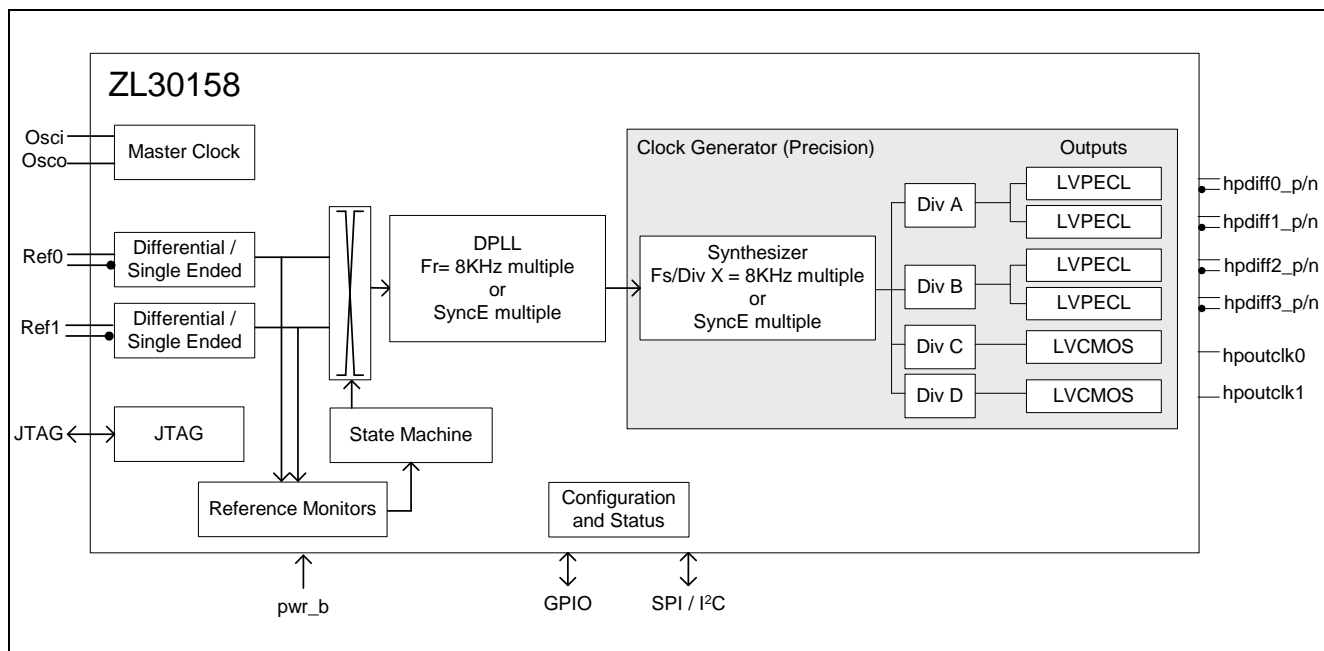 ZL30158
Osci
Osco
Master Clock
Ref0
Differential /
Single Ended
Ref1
Differential /
Single Ended
JTAG
JTAG
DPLL
Fr= 8KHz multiple
or
SyncE multiple
State Machine
Reference Monitors
Clock Generator (Precision)
Outputs
Synthesizer
Fs/Div X = 8KHz multiple
or
SyncE multiple
Div A
Div B
Div C
Div D
LVPECL
LVPECL
LVPECL
LVPECL
LVCMOS
LVCMOS
hpdiff0_p/n
hpdiff1_p/n
hpdiff2_p/n
hpdiff3_p/n
hpoutclk0
hpoutclk1
Configuration
and Status
pwr_b
GPIO
SPI / I²C